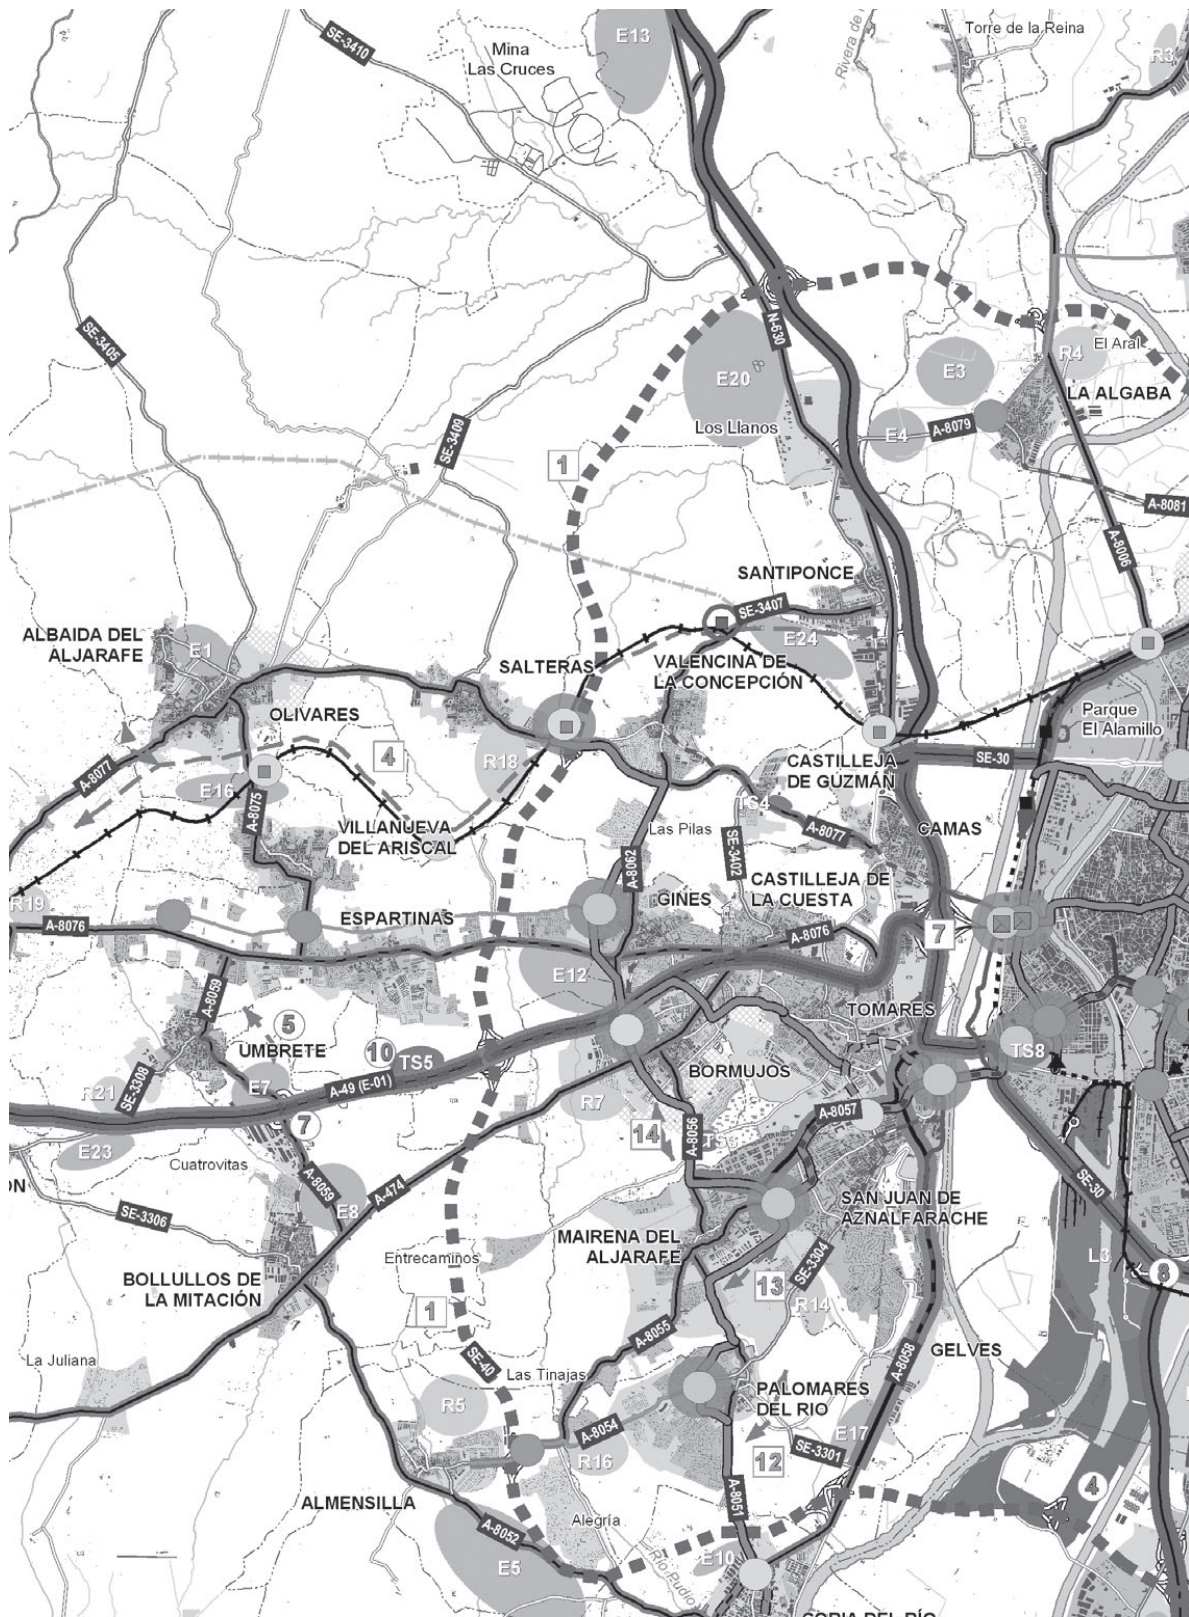 E13
Torre de la Reina
SE-3410
Mina
Las Cruces
Rivera de
R3
SE-3405
N-630
El Aral
R4
E20
E3
LA ALGABA
Los Llanos
E4
A-8079
SE-3409
1
A-8081
A-8006
SANTIPONCE
SE-3407
ALBAIDA DEL
ALJARAFE
E1
E24
SALTERAS
VALENCINA DE
LA CONCEPCIÓN
OLIVARES
Parque
El Alamillo
4
R18
SE-30
A-8077
CASTILLEJA
DE GUZMÁN
E16
TS4
A-8075
VILLANUEVA
DEL ARISCAL
Las Pilas
A-8077
CAMAS
SE-3402
A-8062
CASTILLEJA DE
LA CUESTA
R19
GINES
ESPARTINAS
A-8076
A-8076
7
E12
A-8059
TOMARES
5
UMBRETE
10
TS5
TS8
BORMUJOS
A-49 (E-01)
E7
R21
SE-3308
R7
A-8057
7
14
A-8056
E23
Cuatrovitas
A-8059
A-474
SE-30
ON
E8
SE-3306
SAN JUAN DE
AZNALFARACHE
MAIRENA DEL
ALJARAFE
SE-3304
Entrecaminos
L3
8
BOLLULLOS DE
LA MITACIÓN
13
R14
1
A-8055
GELVES
La Juliana
SE-40
Las Tinajas
A-8058
PALOMARES
DEL RIO
R5
A-8054
E17
R16
SE-3301
12
4
ALMENSILLA
A-8051
A-8052
Alegría
E5
E10
Río Pudio
CORIA DEL RÍO